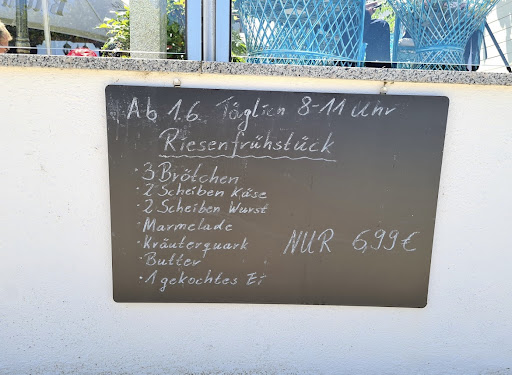 Ab 1.6. Täglich 8-11 Uhr
Riesenfrühstück
• 3 Brötchen
• 2 Scheiben Käse
• 2 Scheiben Wurst
• Marmelade
• Kräuterquark
• Butter
• 1 gekochtes Ei
NUR 6,99€